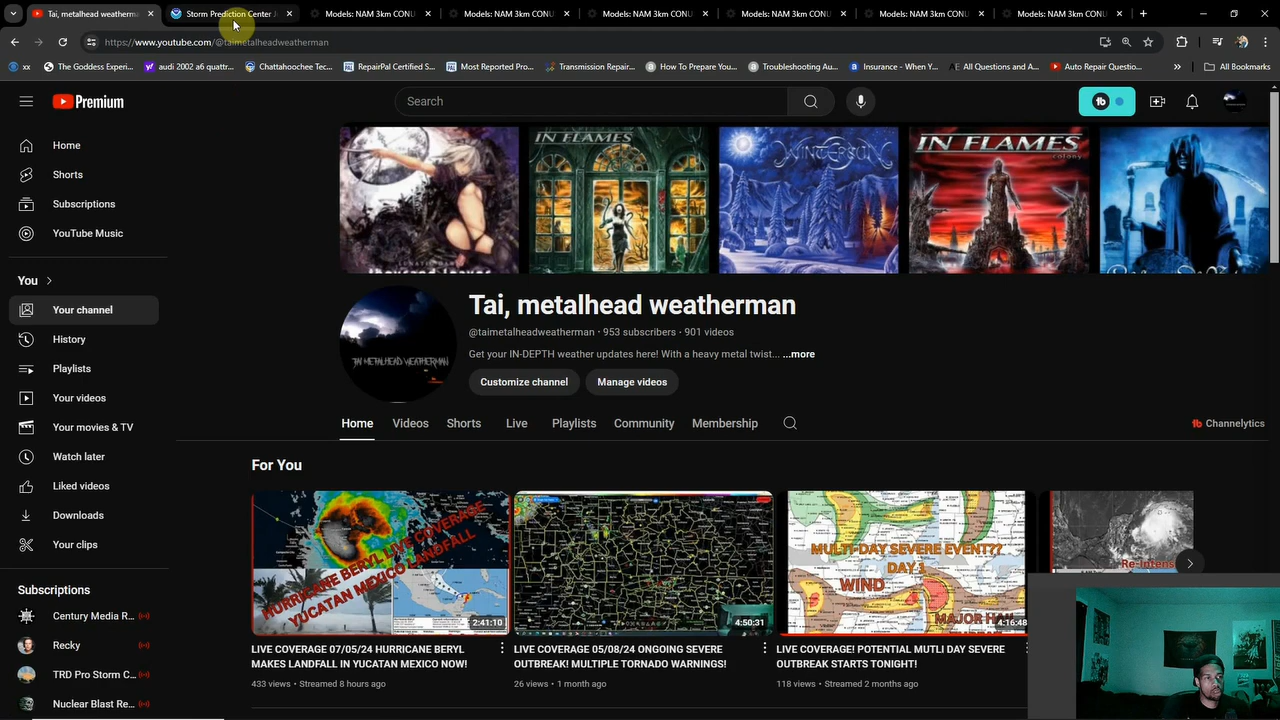 Tai, metalhead weatherm
Storm Prediction Center J
Models: NAM 3km CONU
Models: NAM 3km CONU
Models: NAM 3km CONU
Models: NAM 3km CONU
Models: NAM 3km CONU
Models: NAM 3km CONU
https://www.youtube.com/@taimetalheadweatherman
xx
The Goddess Experi...
audi 2002 a6 quattr...
Chattahoochee Tec...
RepairPal Certified S...
Most Reported Pro...
Transmission Repair...
How To Prepare You...
Troubleshooting Au...
Insurance - When Y...
All Questions and A...
Auto Repair Questio...
All Bookmarks
Premium
Search
Home
Shorts
Subscriptions
YouTube Music
You
Your channel
History
Playlists
Your videos
Your movies & TV
Watch later
Liked videos
Downloads
Your clips
Subscriptions
Century Media R...
Recky
TRD Pro Storm C...
Nuclear Blast Re...
IN FLAMES
WINTERSUN
IN FLAMES
TAI METALHEAD WEATHERMAN
Tai, metalhead weatherman
@taimetalheadweatherman · 953 subscribers · 901 videos
Get your IN-DEPTH weather updates here! With a heavy metal twist... ...more
Customize channel
Manage videos
Home
Videos
Shorts
Live
Playlists
Community
Membership
Channelytics
For You
HURRICANE BERYL LIVE COVERAGE
YUCATAN MEXICO LANDFALL
2:41:10
LIVE COVERAGE 07/05/24 HURRICANE BERYL
MAKES LANDFALL IN YUCATAN MEXICO NOW!
433 views · Streamed 8 hours ago
4:50:31
LIVE COVERAGE 05/08/24 ONGOING SEVERE
OUTBREAK! MULTIPLE TORNADO WARNINGS!
26 views · 1 month ago
MULTI-DAY SEVERE EVENT??
DAY 1
WIND
MAJOR HAIL
4:16:48
LIVE COVERAGE! POTENTIAL MUTLI DAY SEVERE
OUTBREAK STARTS TONIGHT!
118 views · Streamed 2 months ago
Re-Intens